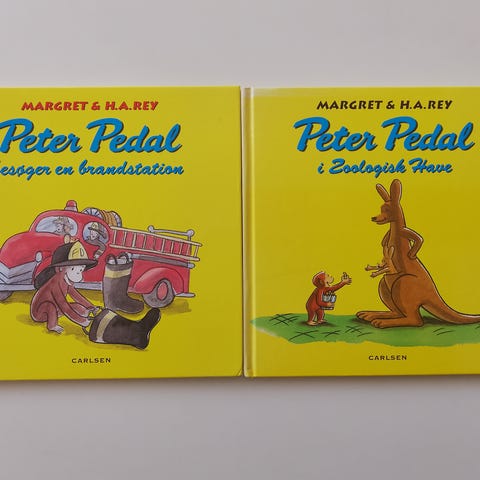 MARGRET & H.A.REY
Peter Pedal
esøger en brandstation
CARLSEN
MARGRET & H.A.REY
Peter Pedal
i Zoologisk Have
CARLSEN